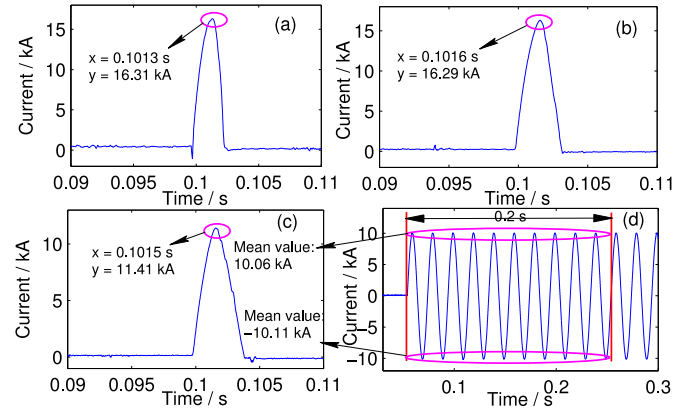 (a)
15
10
5
0
Current / kA
x = 0.1013 s
y = 16.31 kA
0.09 0.095 0.1 0.105 0.11
Time / s
(b)
15
10
5
0
Current / kA
x = 0.1016 s
y = 16.29 kA
0.09 0.095 0.1 0.105 0.11
Time / s
(c)
10
5
0
Current / kA
x = 0.1015 s
y = 11.41 kA
Mean value:
10.06 kA
Mean value:
−10.11 kA
0.09 0.095 0.1 0.105 0.11
Time / s
(d)
0.2 s
10
5
0
−5
−10
Current / kA
0.1 0.2 0.3
Time / s